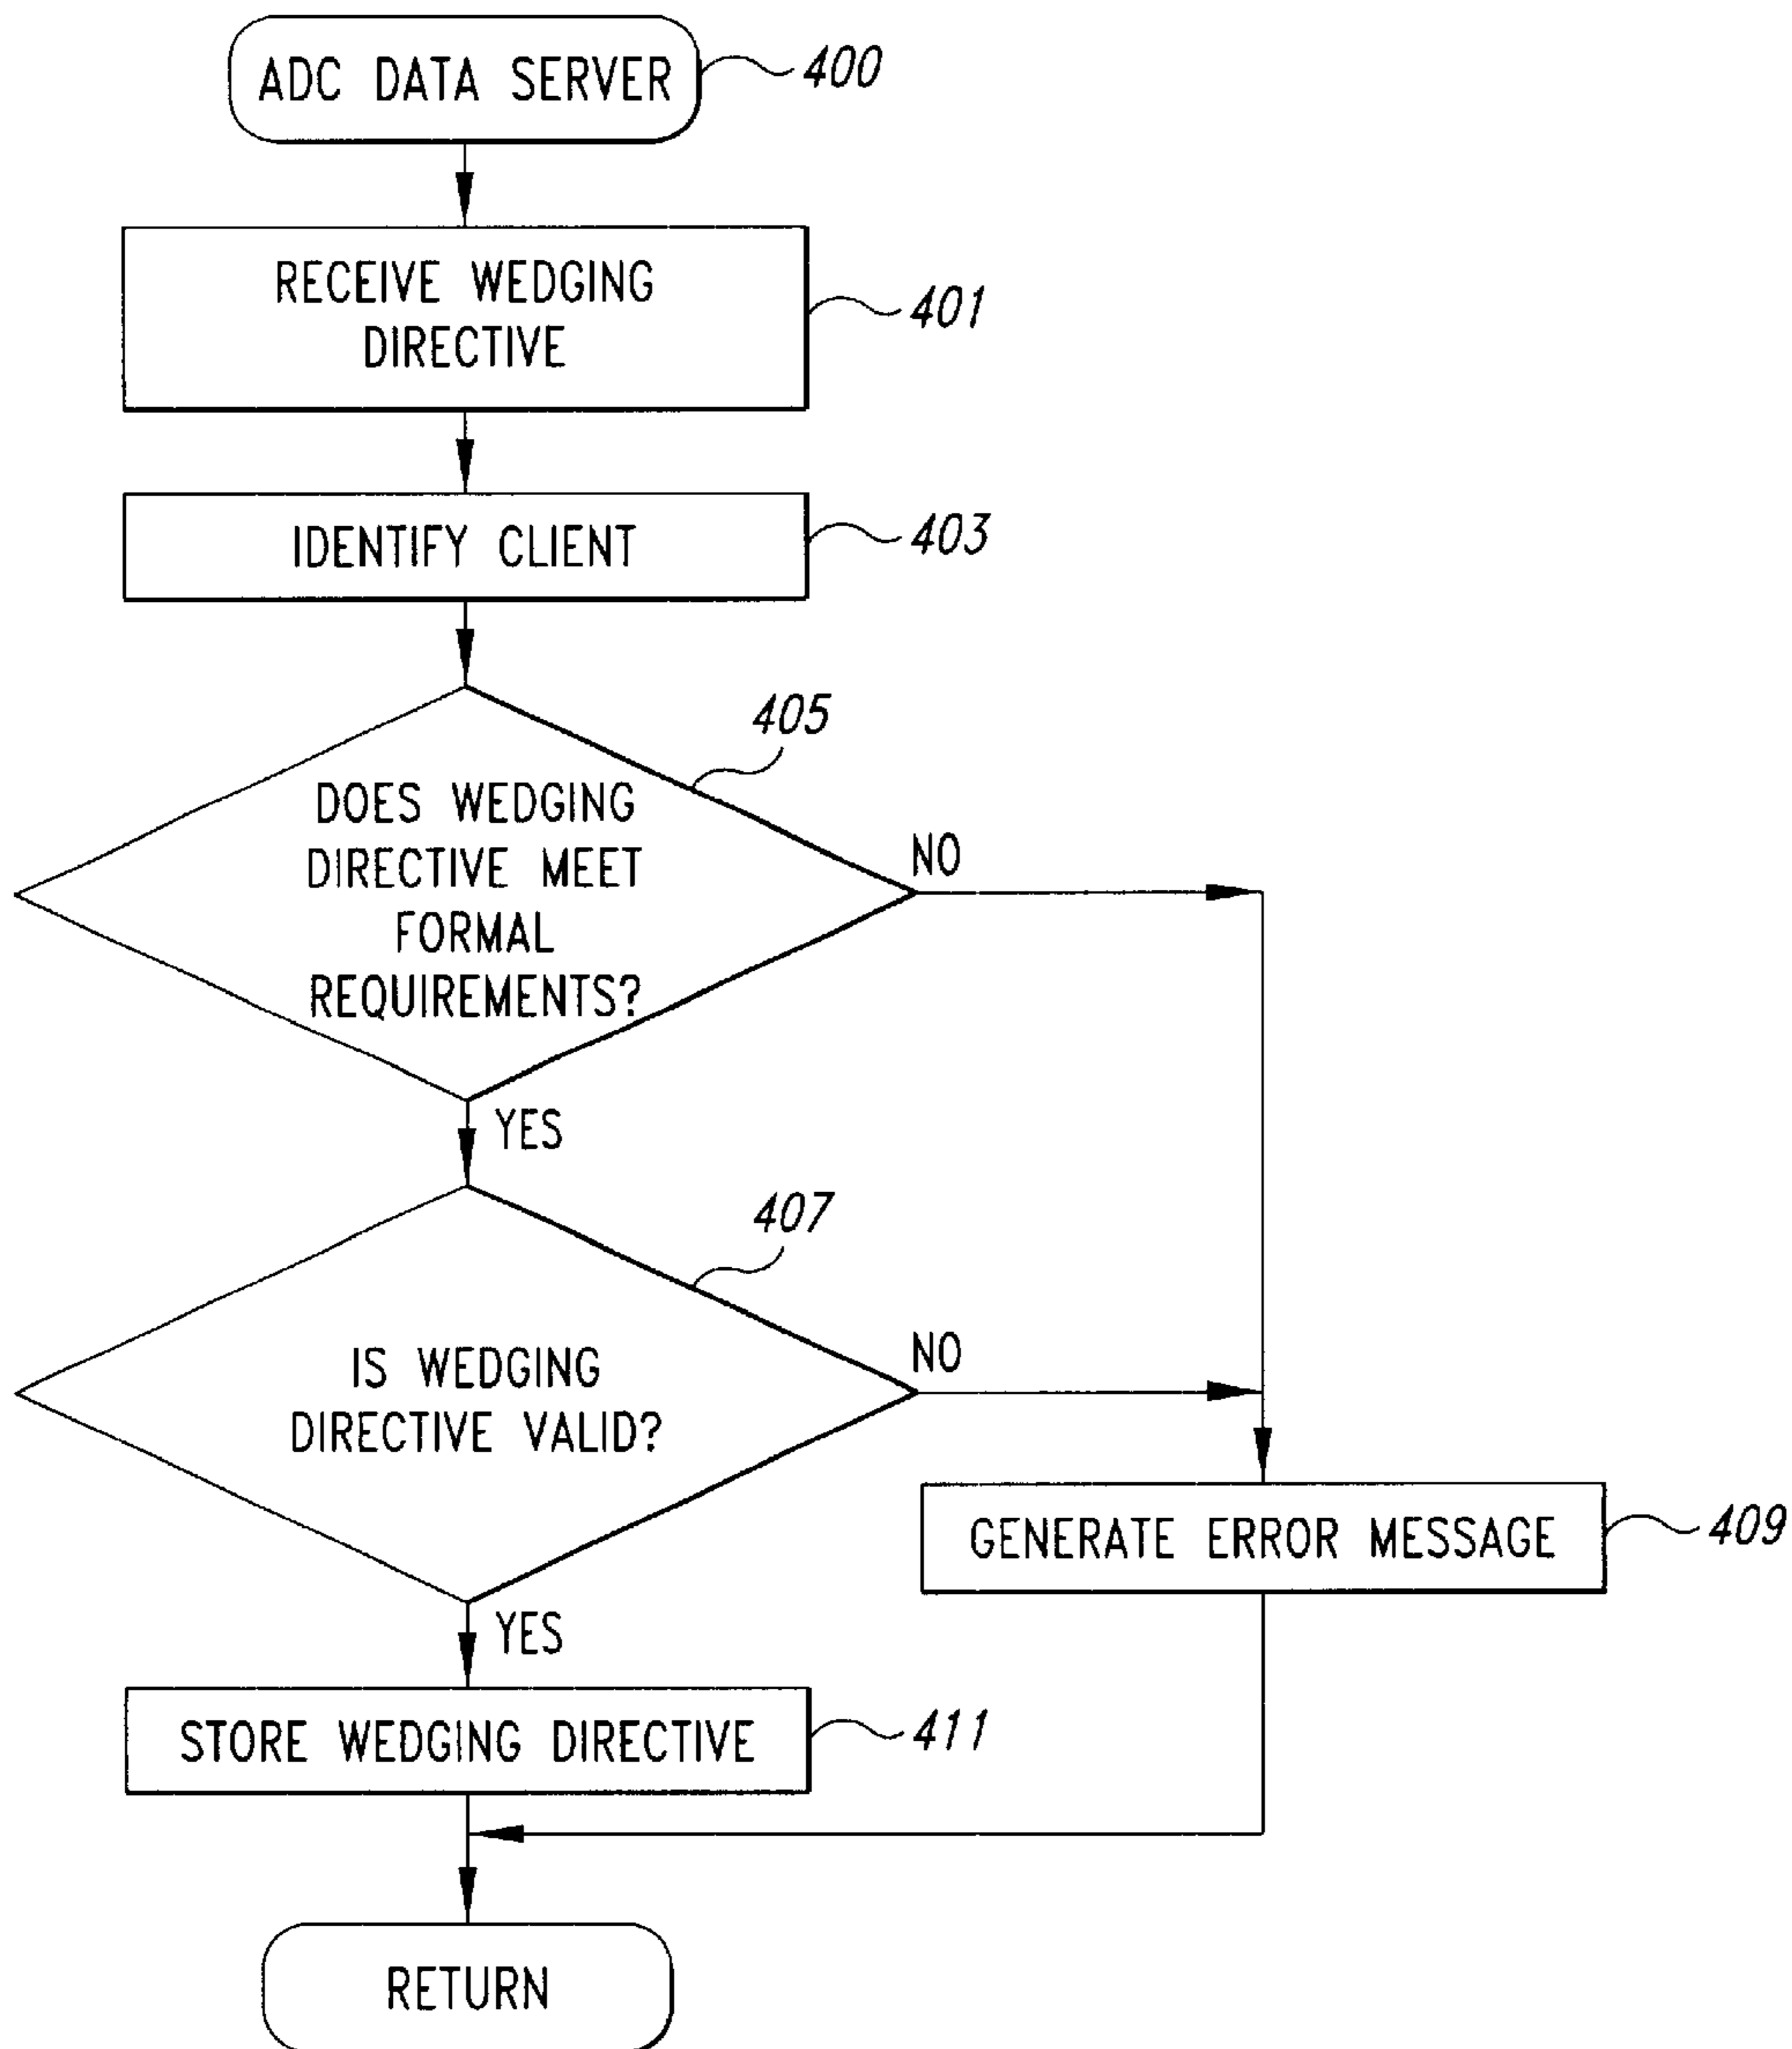 ADC DATA SERVER
400
RECEIVE WEDGING
DIRECTIVE
401
IDENTIFY CLIENT
403
405
DOES WEDGING
DIRECTIVE MEET
FORMAL
REQUIREMENTS?
NO
YES
407
IS WEDGING
DIRECTIVE VALID?
NO
YES
GENERATE ERROR MESSAGE
409
STORE WEDGING DIRECTIVE
411
RETURN